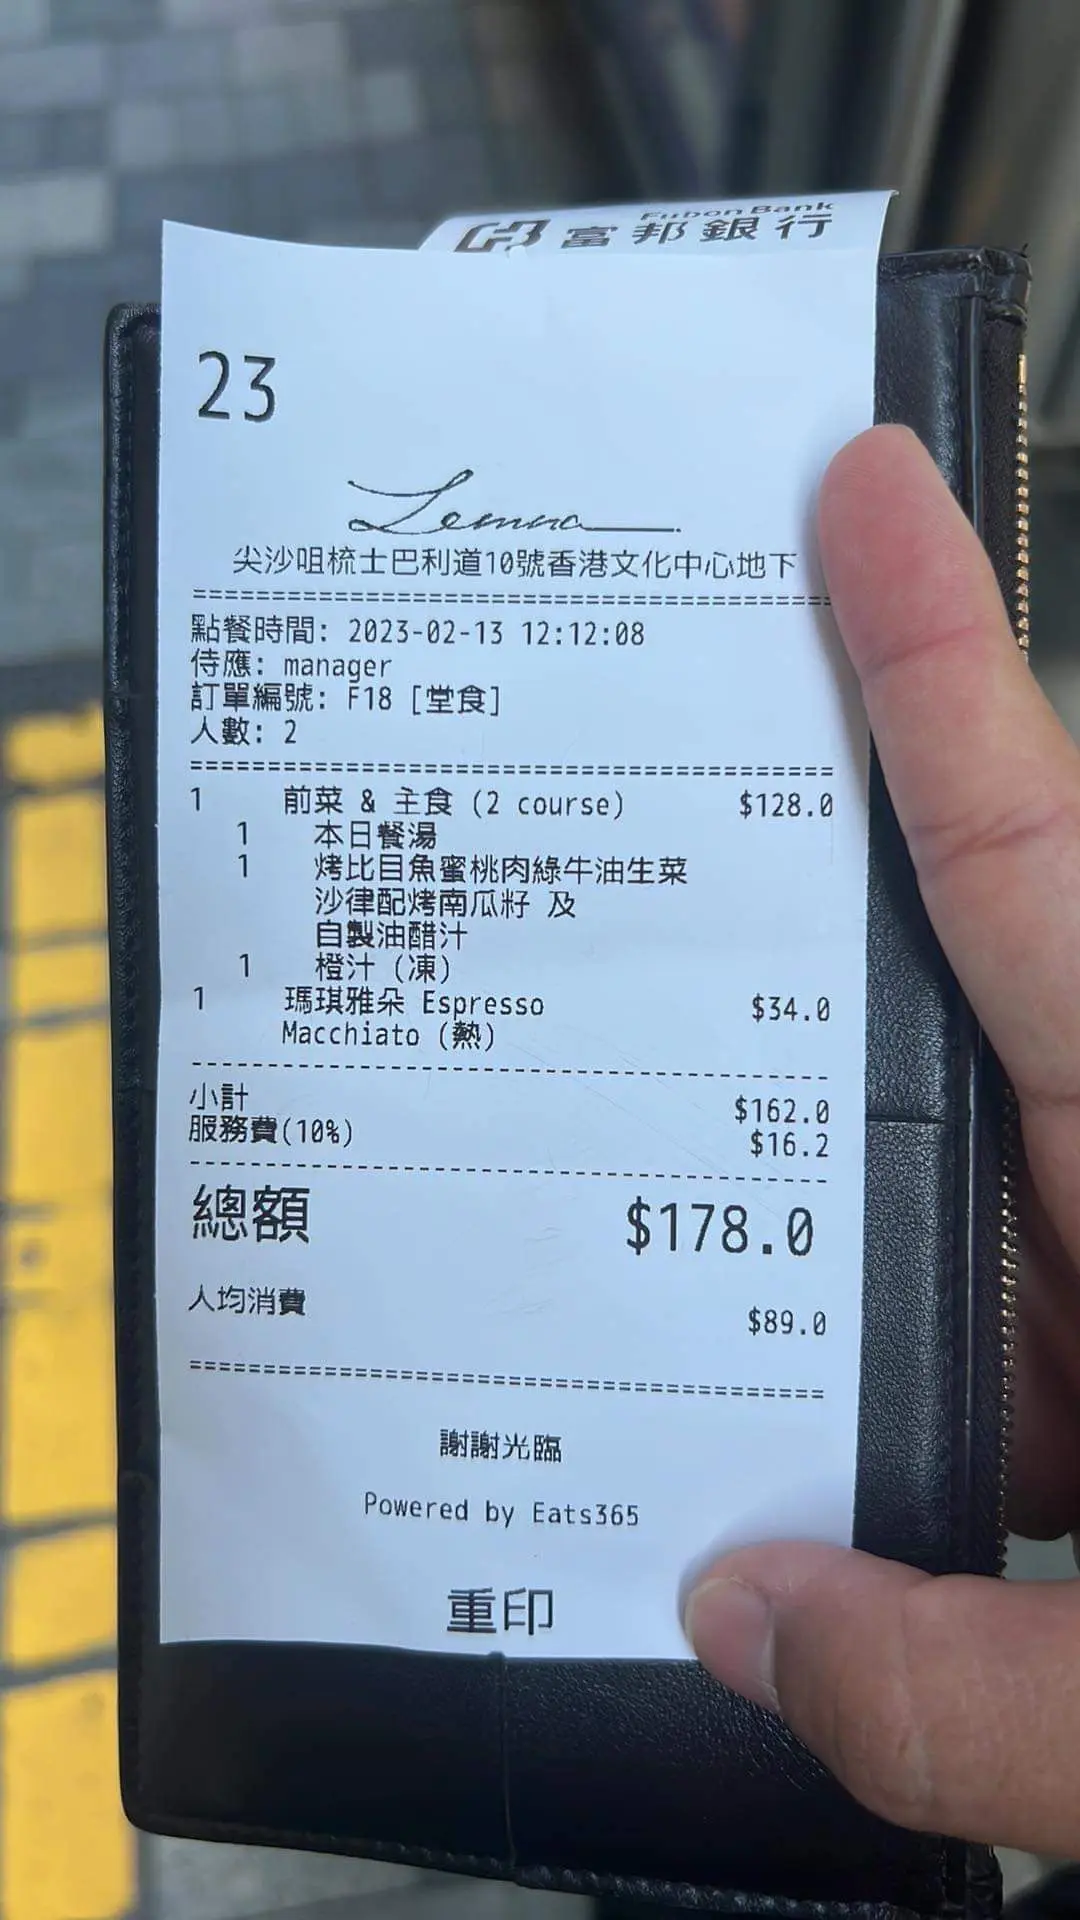 Fubon Bank
富邦銀行
23
Lemna
尖沙咀梳士巴利道10號香港文化中心地下
點餐時間: 2023-02-13 12:12:08
侍應: manager
訂單編號: F18 [堂食]
人數: 2
1 前菜 & 主食 (2 course) $128.0
1 本日餐湯
1 烤比目魚蜜桃肉綠牛油生菜
沙律配烤南瓜籽 及
自製油醋汁
1 橙汁 (凍)
1 瑪琪雅朵 Espresso $34.0
Macchiato (熱)
小計 $162.0
服務費(10%) $16.2
總額 $178.0
人均消費 $89.0
謝謝光臨
Powered by Eats365
重印